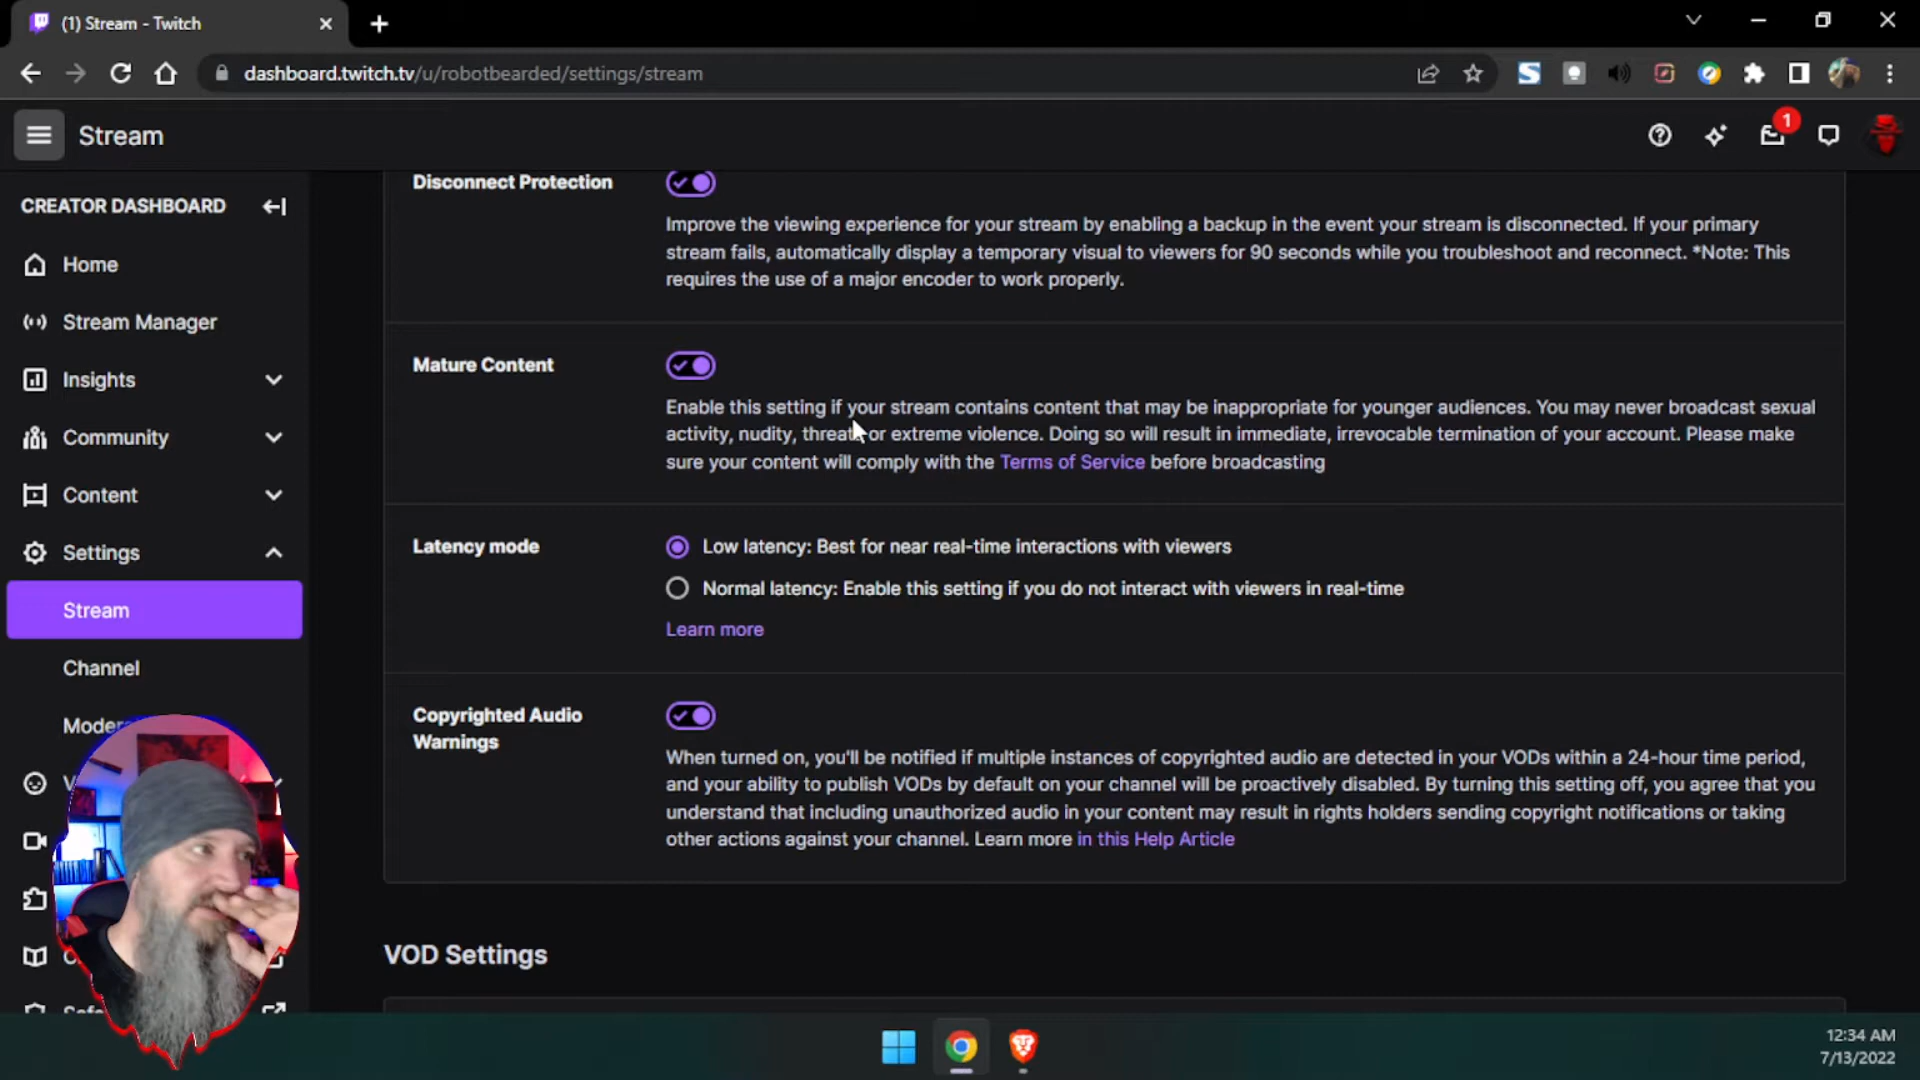 (1) Stream - Twitch
dashboard.twitch.tv/u/robotbearded/settings/stream
Stream
1
CREATOR DASHBOARD
Home
Stream Manager
Insights
Community
Content
Settings
Stream
Channel
Disconnect Protection
Improve the viewing experience for your stream by enabling a backup in the event your stream is disconnected. If your primary
stream fails, automatically display a temporary visual to viewers for 90 seconds while you troubleshoot and reconnect. *Note: This
requires the use of a major encoder to work properly.
Mature Content
Enable this setting if your stream contains content that may be inappropriate for younger audiences. You may never broadcast sexual
activity, nudity, threats or extreme violence. Doing so will result in immediate, irrevocable termination of your account. Please make
sure your content will comply with the Terms of Service before broadcasting
Latency mode
Low latency: Best for near real-time interactions with viewers
Normal latency: Enable this setting if you do not interact with viewers in real-time
Learn more
Copyrighted Audio
Warnings
When turned on, you'll be notified if multiple instances of copyrighted audio are detected in your VODs within a 24-hour time period,
and your ability to publish VODs by default on your channel will be proactively disabled. By turning this setting off, you agree that you
understand that including unauthorized audio in your content may result in rights holders sending copyright notifications or taking
other actions against your channel. Learn more in this Help Article
VOD Settings
12:34 AM
7/13/2022